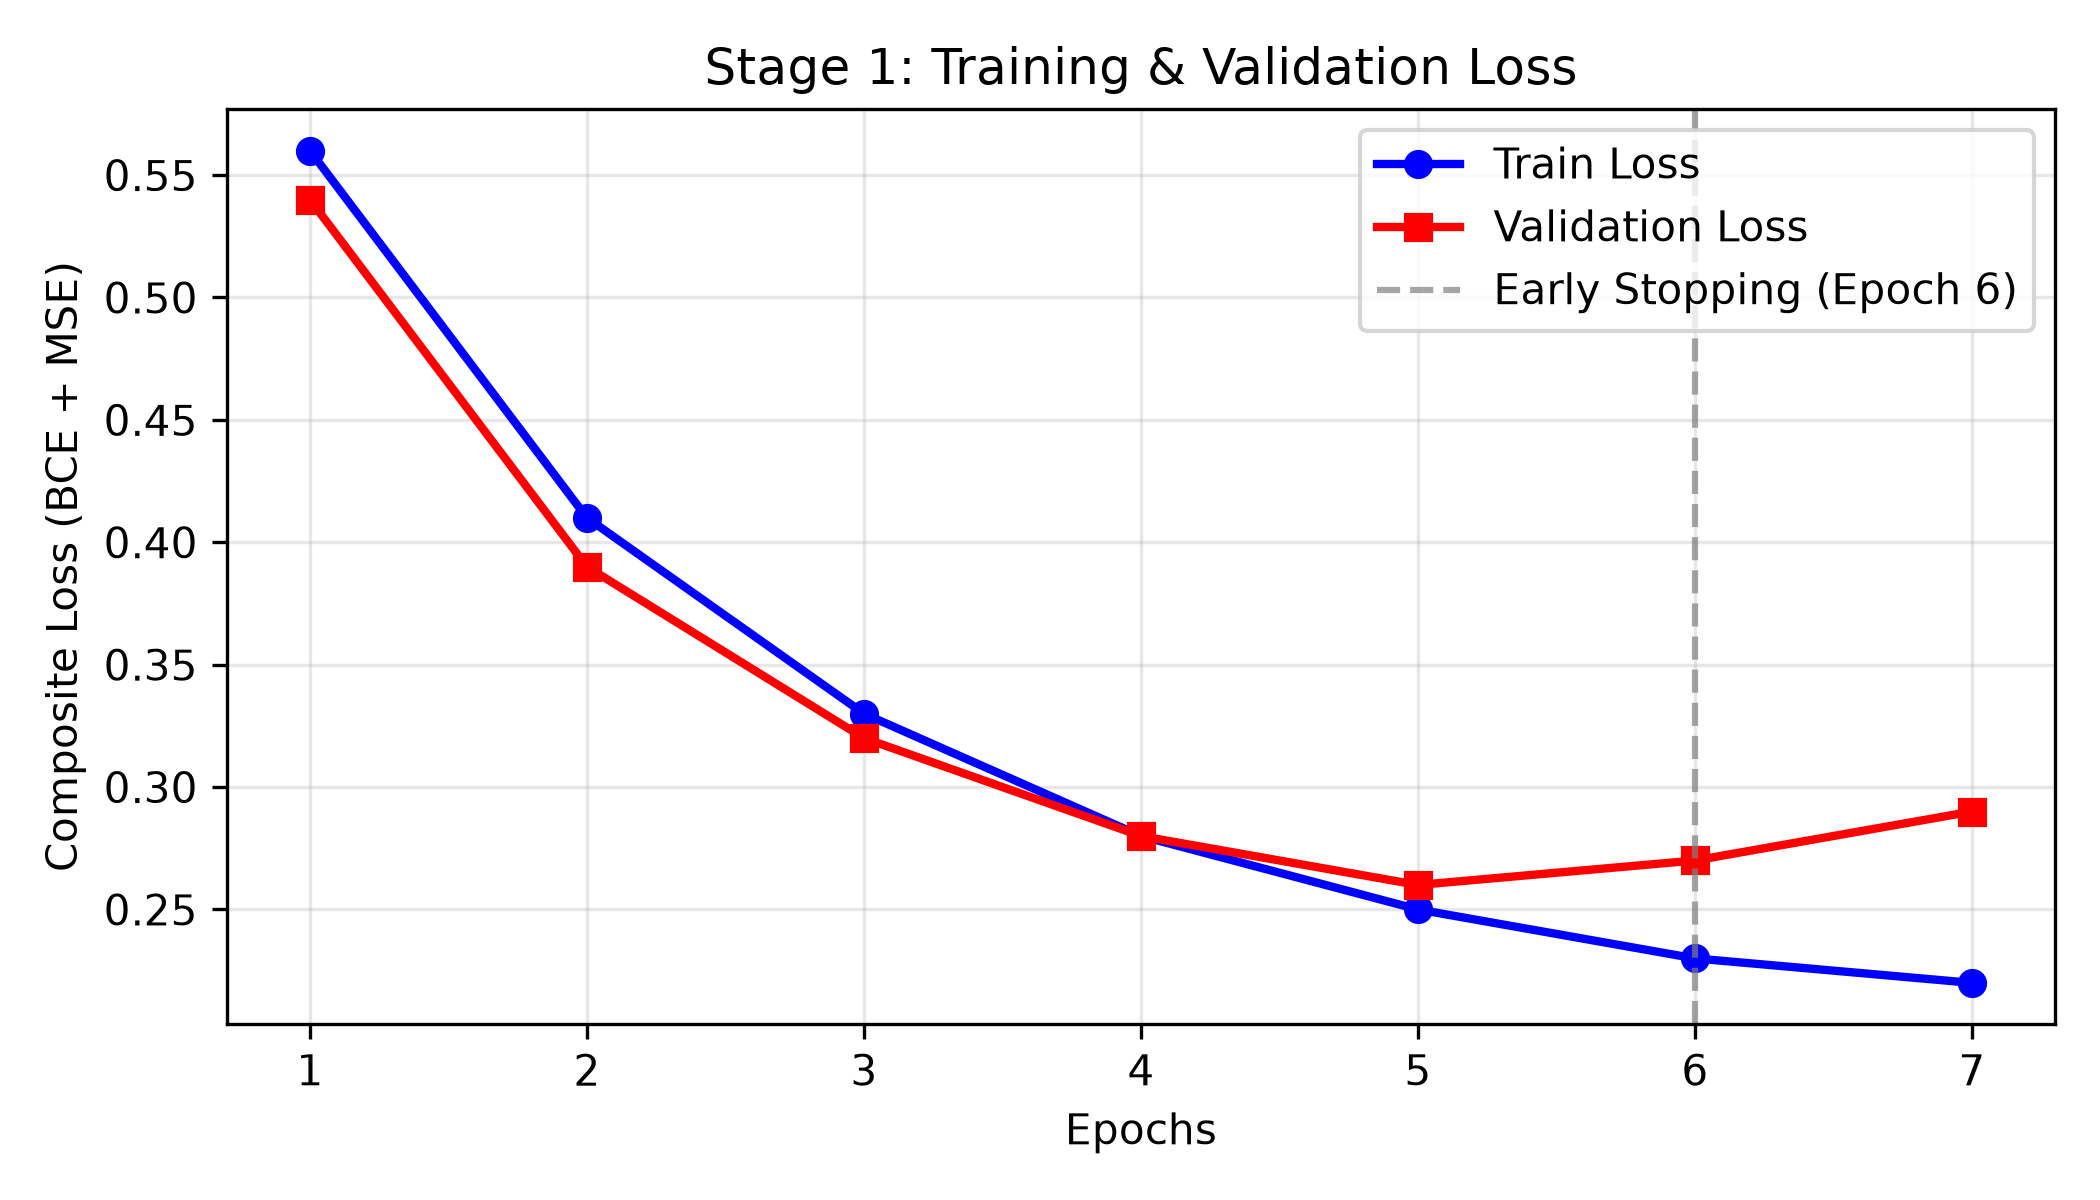 Stage 1: Training & Validation Loss
Train Loss
Validation Loss
Early Stopping (Epoch 6)
Composite Loss (BCE + MSE)
0.55
0.50
0.45
0.40
0.35
0.30
0.25
1 2 3 4 5 6 7
Epochs